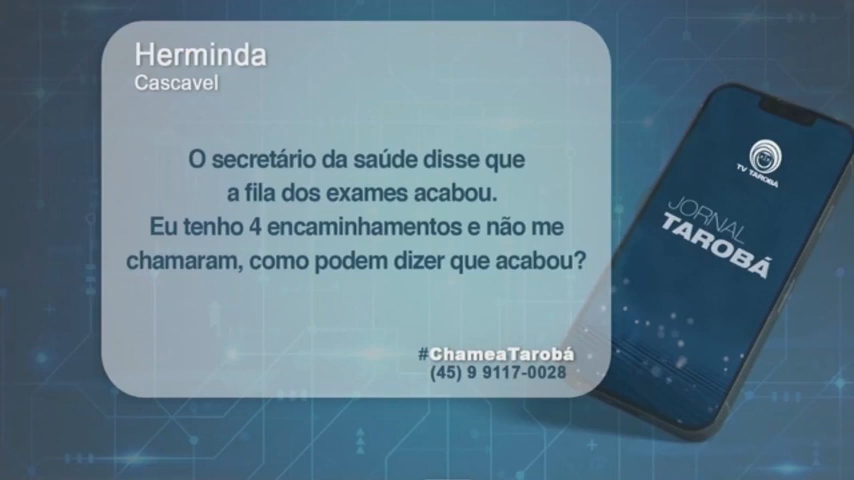 Herminda
Cascavel
O secretário da saúde disse que
a fila dos exames acabou.
Eu tenho 4 encaminhamentos e não me
chamaram, como podem dizer que acabou?
#ChameaTarobá
(45) 9 9117-0028
TV TAROBÁ
JORNAL
TAROBÁ